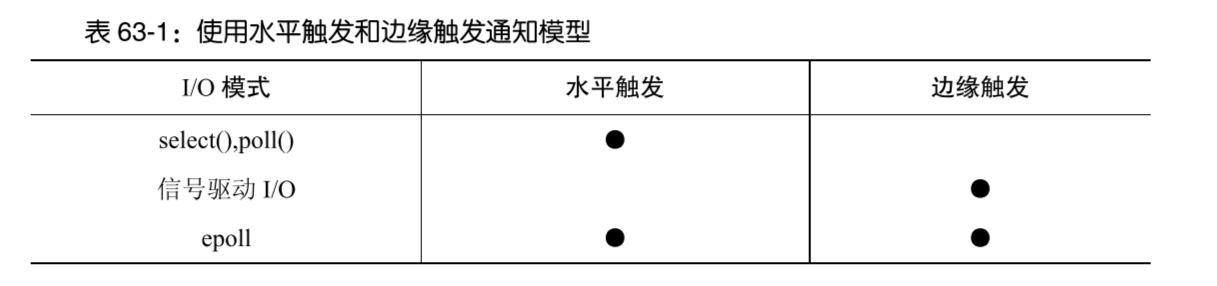 表 63-1：使用水平触发和边缘触发通知模型
I/O 模式 水平触发 边缘触发
select(),poll() ●
信号驱动 I/O ●
epoll ● ●